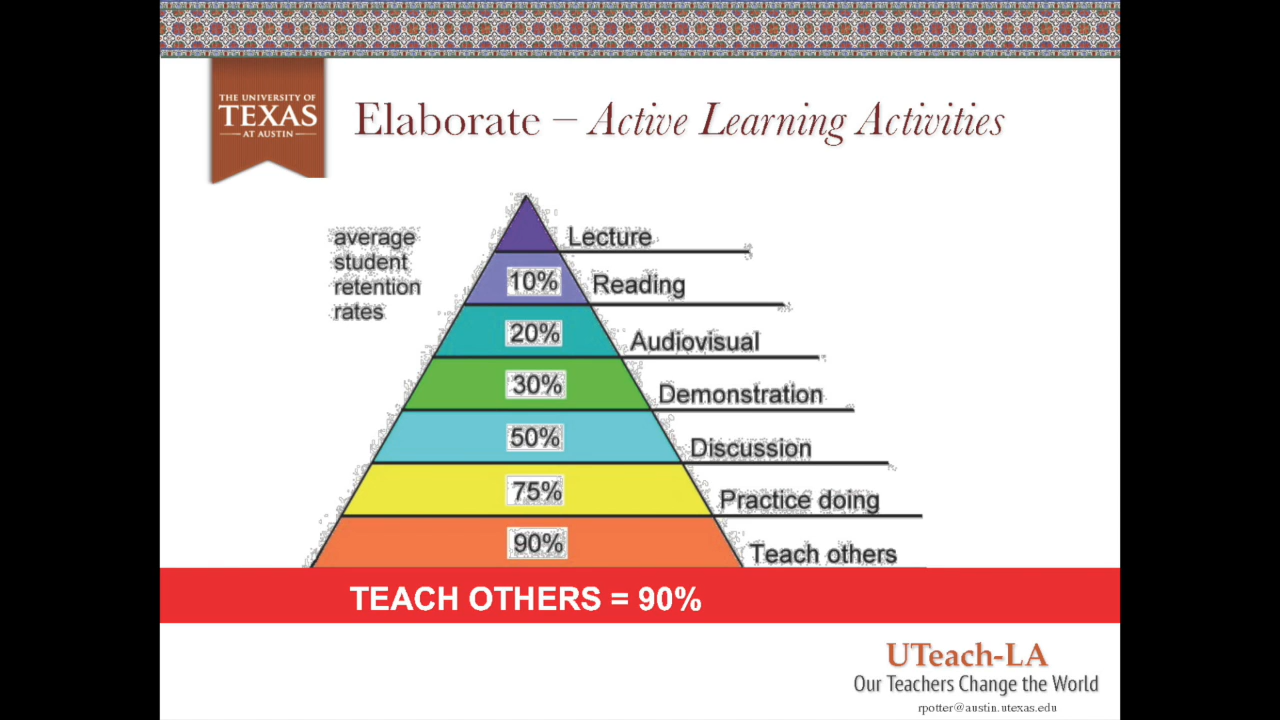 THE UNIVERSITY OF
TEXAS
AT AUSTIN
Elaborate – Active Learning Activities
average
student
retention
rates
Lecture
10% Reading
20% Audiovisual
30% Demonstration
50% Discussion
75% Practice doing
90% Teach others
TEACH OTHERS = 90%
UTeach-LA
Our Teachers Change the World
rpotter@austin.utexas.edu